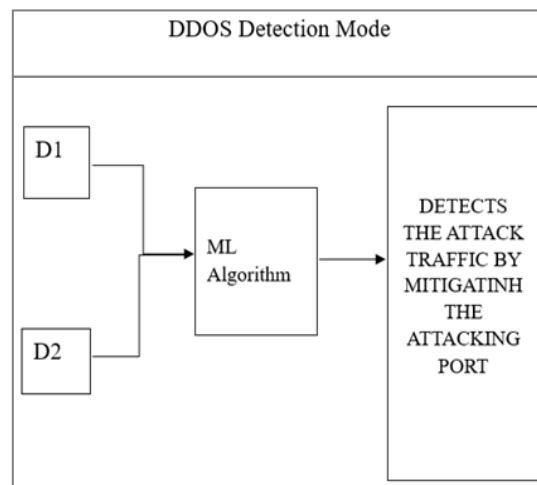 DDOS Detection Mode
D1
D2
ML
Algorithm
DETECTS
THE ATTACK
TRAFFIC BY
MITIGATINH
THE
ATTACKING
PORT